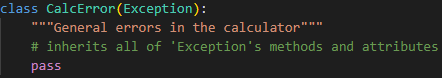 class CalcError(Exception):
    """General errors in the calculator"""
    # inherits all of 'Exception's methods and attributes
    pass